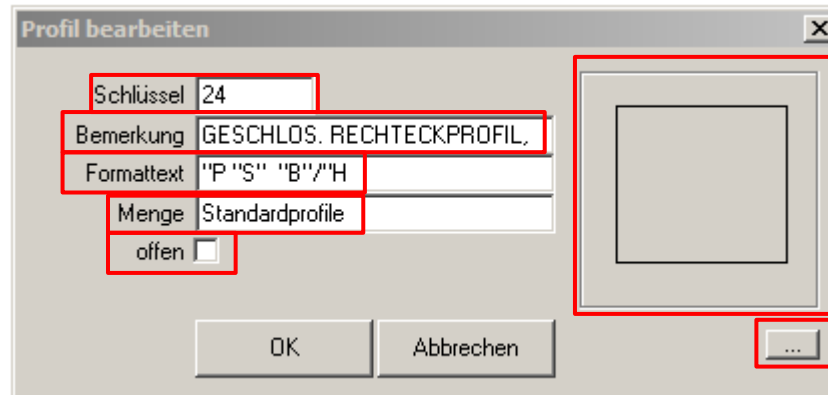 Profil bearbeiten
Schlüssel 24
Bemerkung GESCHLOS. RECHTECKPROFIL,
Formattext "P "S" "B"/"H
Menge Standardprofile
offen
OK Abbrechen ...